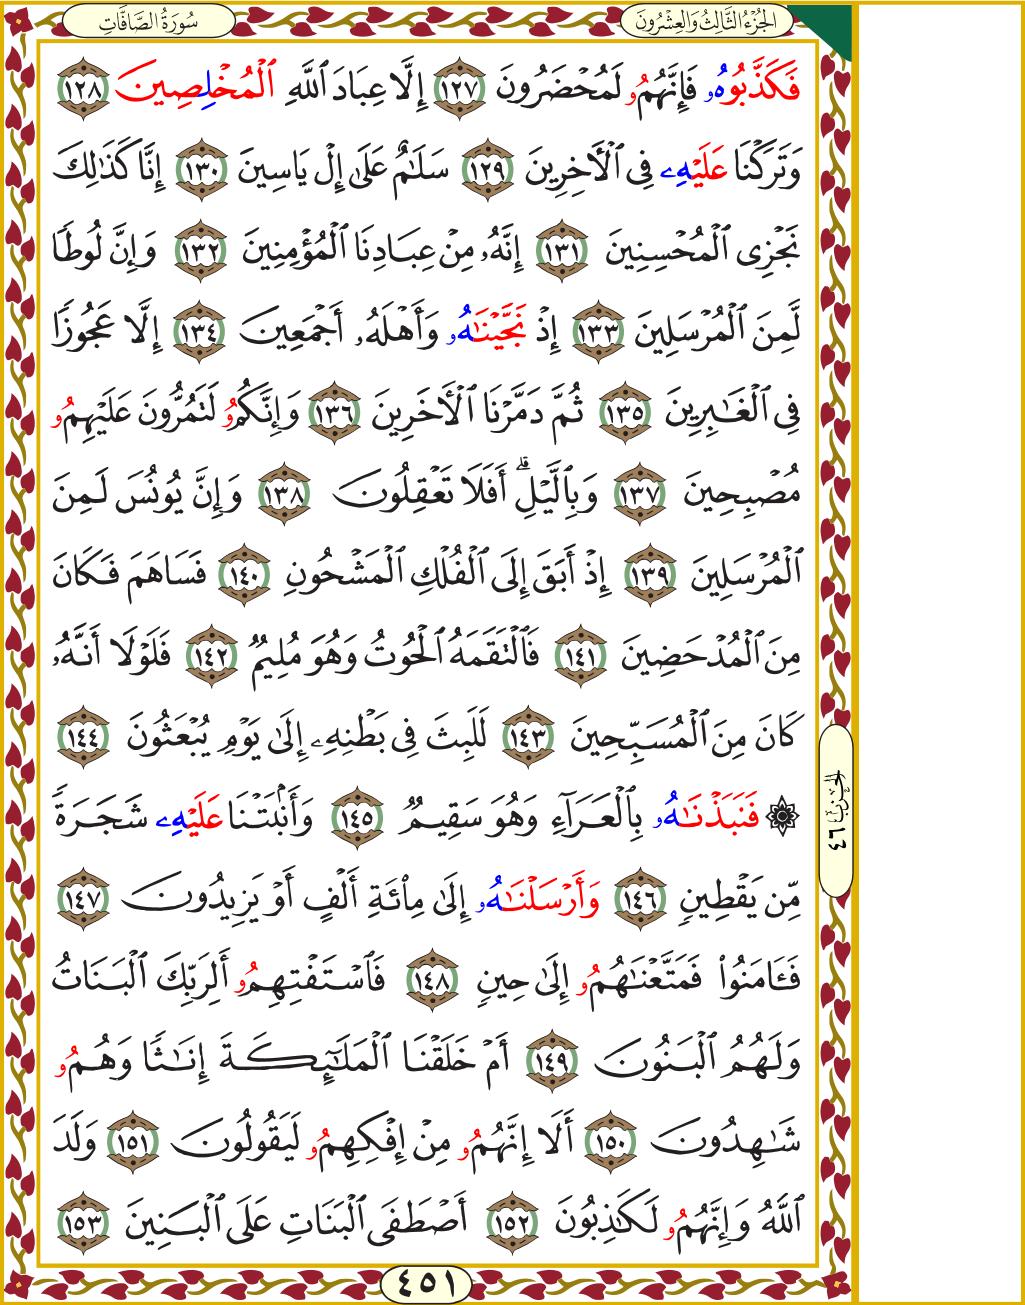 سُورَةُ الصَّافَّاتِ
الجُزْءُ الثَّالِثُ وَالعِشْرُونَ
فَكَذَّبُوهُۥ فَإِنَّهُمُۥ لَمُحْضَرُونَ ١٢٧ إِلَّا عِبَادَ ٱللَّهِ ٱلْمُخْلِصِينَ ١٢٨
وَتَرَكْنَا عَلَيْهِۦ فِى ٱلْأَخِرِينَ ١٢٩ سَلَٰمٌ عَلَىٰ إِلْ يَاسِينَ ١٣٠ إِنَّا كَذَٰلِكَ
نَجْزِى ٱلْمُحْسِنِينَ ١٣١ إِنَّهُۥ مِنْ عِبَادِنَا ٱلْمُؤْمِنِينَ ١٣٢ وَإِنَّ لُوطًا
لَّمِنَ ٱلْمُرْسَلِينَ ١٣٣ إِذْ نَجَّيْنَٰهُۥ وَأَهْلَهُۥ أَجْمَعِينَ ١٣٤ إِلَّا عَجُوزًا
فِى ٱلْغَٰبِرِينَ ١٣٥ ثُمَّ دَمَّرْنَا ٱلْأَخَرِينَ ١٣٦ وَإِنَّكُمُۥ لَتَمُرُّونَ عَلَيْهِمُۥ
مُصْبِحِينَ ١٣٧ وَبِٱلَّيْلِۗ أَفَلَا تَعْقِلُونَ ١٣٨ وَإِنَّ يُونُسَ لَمِنَ
ٱلْمُرْسَلِينَ ١٣٩ إِذْ أَبَقَ إِلَى ٱلْفُلْكِ ٱلْمَشْحُونِ ١٤٠ فَسَاهَمَ فَكَانَ
مِنَ ٱلْمُدْحَضِينَ ١٤١ فَٱلْتَقَمَهُ ٱلْحُوتُ وَهُوَ مُلِيمٌ ١٤٢ فَلَوْلَا أَنَّهُۥ
كَانَ مِنَ ٱلْمُسَبِّحِينَ ١٤٣ لَلَبِثَ فِى بَطْنِهِۦ إِلَىٰ يَوْمِ يُبْعَثُونَ ١٤٤
۞ فَنَبَذْنَٰهُۥ بِٱلْعَرَآءِ وَهُوَ سَقِيمٌ ١٤٥ وَأَنۢبَتْنَا عَلَيْهِۦ شَجَرَةً
مِّن يَقْطِينٍ ١٤٦ وَأَرْسَلْنَٰهُۥ إِلَىٰ مِائَةِ أَلْفٍ أَوْ يَزِيدُونَ ١٤٧
فَـَٔامَنُوا۟ فَمَتَّعْنَٰهُمُۥ إِلَىٰ حِينٍ ١٤٨ فَٱسْتَفْتِهِمُۥ أَلِرَبِّكَ ٱلْبَنَاتُ
وَلَهُمُ ٱلْبَنُونَ ١٤٩ أَمْ خَلَقْنَا ٱلْمَلَٰٓئِكَةَ إِنَٰثًا وَهُمُۥ
شَٰهِدُونَ ١٥٠ أَلَا إِنَّهُمُۥ مِنْ إِفْكِهِمُۥ لَيَقُولُونَ ١٥١ وَلَدَ
ٱللَّهُ وَإِنَّهُمُۥ لَكَٰذِبُونَ ١٥٢ أَصْطَفَى ٱلْبَنَاتِ عَلَى ٱلْبَنِينَ ١٥٣
الحِزْبُ ٤٦
٤٥١